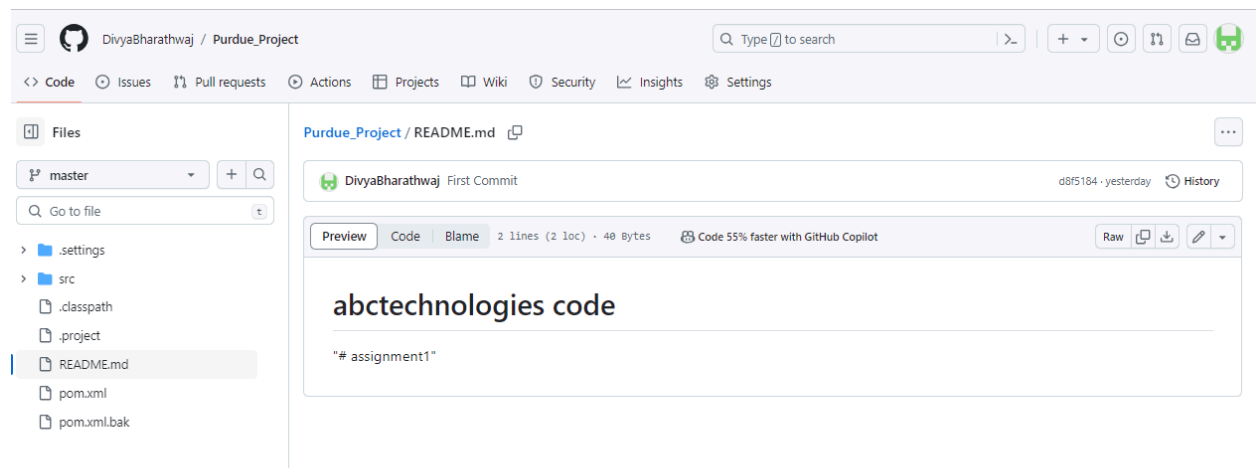 DivyaBharathwaj / Purdue_Project
Type / to search
Code Issues Pull requests Actions Projects Wiki Security Insights Settings
Files
master
Go to file t
.settings
src
.classpath
.project
README.md
pom.xml
pom.xml.bak
Purdue_Project / README.md
DivyaBharathwaj First Commit d8f5184 · yesterday History
Preview Code Blame 2 lines (2 loc) · 40 Bytes Code 55% faster with GitHub Copilot Raw
abctechnologies code
"# assignment1"